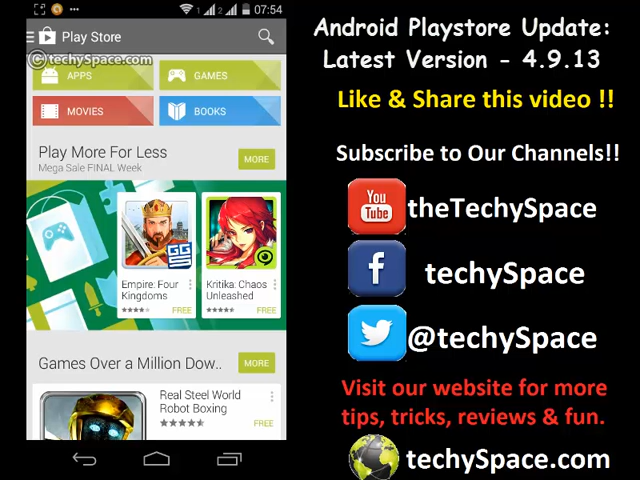 1 2 07:54
Play Store
© techySpace.com
APPS
GAMES
MOVIES
BOOKS
Play More For Less
Mega Sale FINAL Week
MORE
GGS
Empire: Four
Kingdoms
FREE
Kritika: Chaos
Unleashed
FREE
Games Over a Million Dow..
MORE
Real Steel World
Robot Boxing
FREE
Android Playstore Update:
Latest Version - 4.9.13
Like & Share this video !!
Subscribe to Our Channels!!
You
Tube
theTechySpace
f
techySpace
@techySpace
Visit our website for more
tips, tricks, reviews & fun.
techySpace.com